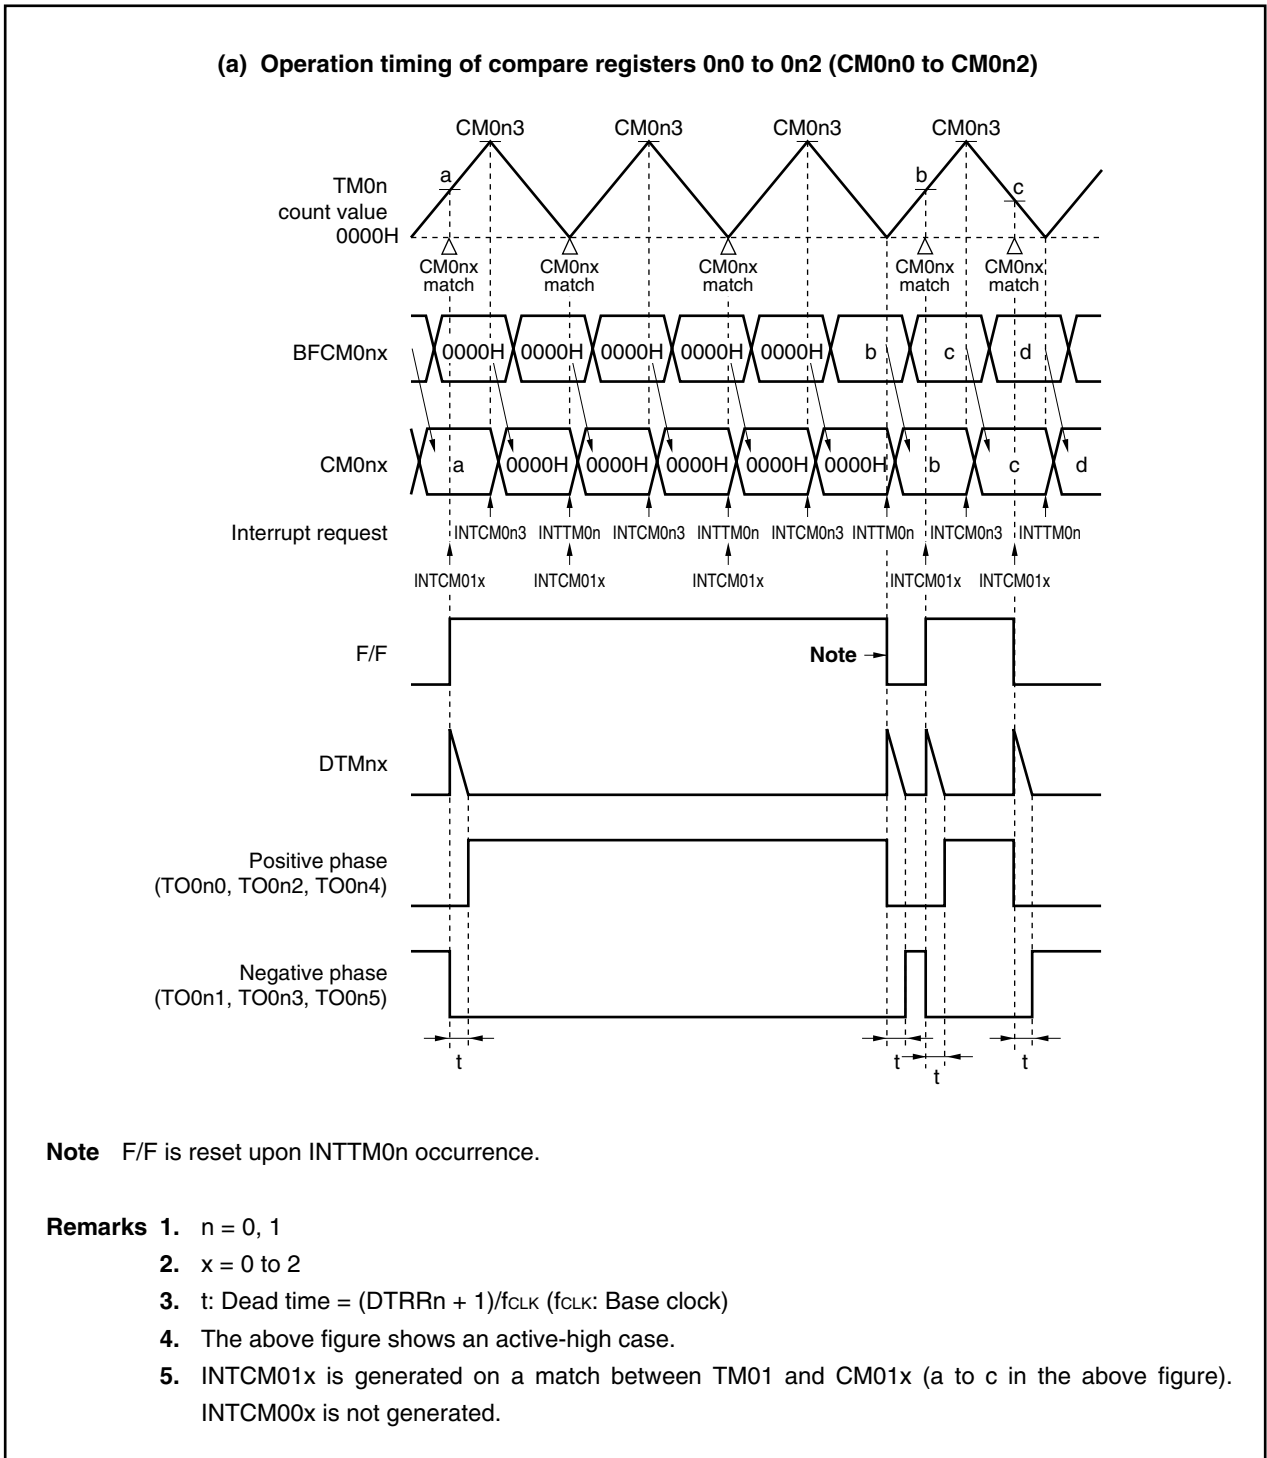 (a) Operation timing of compare registers 0n0 to 0n2 (CM0n0 to CM0n2)
CM0n3 CM0n3 CM0n3 CM0n3
a b c
TM0n
count value
0000H
CM0nx CM0nx CM0nx CM0nx CM0nx
match match match match match
BFCM0nx 0000H 0000H 0000H 0000H 0000H b c d
CM0nx a 0000H 0000H 0000H 0000H 0000H b c d
Interrupt request INTCM0n3 INTTM0n INTCM0n3 INTTM0n INTCM0n3 INTTM0n INTCM0n3 INTTM0n
INTCM01x INTCM01x INTCM01x INTCM01x INTCM01x
F/F Note
DTMnx
Positive phase
(TO0n0, TO0n2, TO0n4)
Negative phase
(TO0n1, TO0n3, TO0n5)
t t t t
Note F/F is reset upon INTTM0n occurrence.
Remarks 1. n = 0, 1
2. x = 0 to 2
3. t: Dead time = (DTRRn + 1)/fCLK (fCLK: Base clock)
4. The above figure shows an active-high case.
5. INTCM01x is generated on a match between TM01 and CM01x (a to c in the above figure).
INTCM00x is not generated.